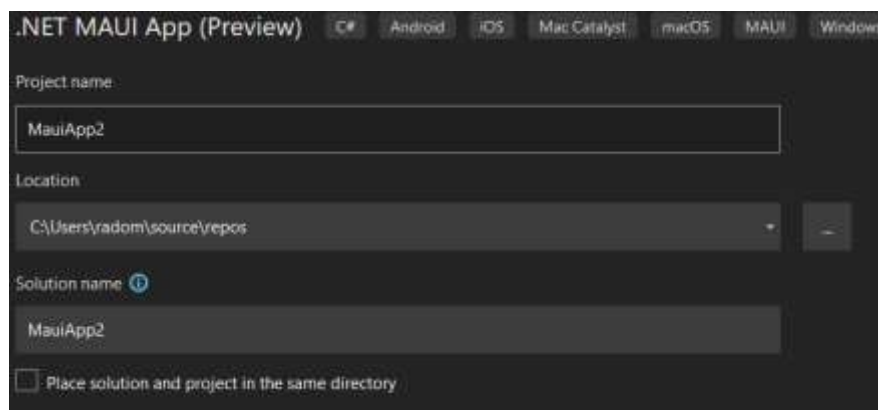 .NET MAUI App (Preview) C# Android iOS Mac Catalyst macOS MAUI Windows
Project name
MauiApp2
Location
C:\Users\radom\source\repos
...
Solution name
MauiApp2
Place solution and project in the same directory